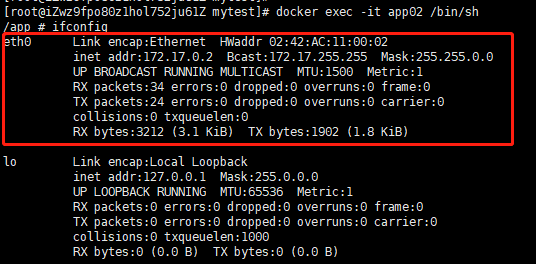 [root@iZwz9fpo80z1hol752ju61Z mytest]# docker exec -it app02 /bin/sh
/app # ifconfig
eth0 Link encap:Ethernet HWaddr 02:42:AC:11:00:02
inet addr:172.17.0.2 Bcast:172.17.255.255 Mask:255.255.0.0
UP BROADCAST RUNNING MULTICAST MTU:1500 Metric:1
RX packets:34 errors:0 dropped:0 overruns:0 frame:0
TX packets:24 errors:0 dropped:0 overruns:0 carrier:0
collisions:0 txqueuelen:0
RX bytes:3212 (3.1 KiB) TX bytes:1902 (1.8 KiB)
lo Link encap:Local Loopback
inet addr:127.0.0.1 Mask:255.0.0.0
UP LOOPBACK RUNNING MTU:65536 Metric:1
RX packets:0 errors:0 dropped:0 overruns:0 frame:0
TX packets:0 errors:0 dropped:0 overruns:0 carrier:0
collisions:0 txqueuelen:1000
RX bytes:0 (0.0 B) TX bytes:0 (0.0 B)